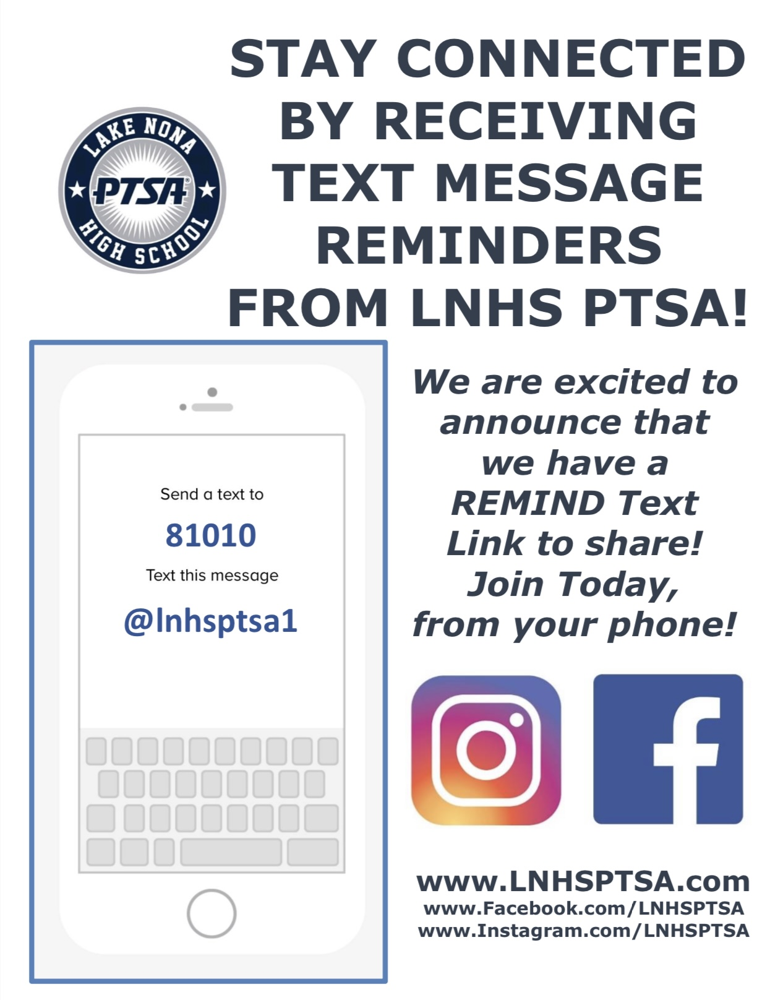 STAY CONNECTED
BY RECEIVING
TEXT MESSAGE
REMINDERS
FROM LNHS PTSA!
LAKE NONA
PTSA®
HIGH SCHOOL
Send a text to
81010
Text this message
@lnhsptsa1
We are excited to
announce that
we have a
REMIND Text
Link to share!
Join Today,
from your phone!
www.LNHSPTSA.com
www.Facebook.com/LNHSPTSA
www.Instagram.com/LNHSPTSA